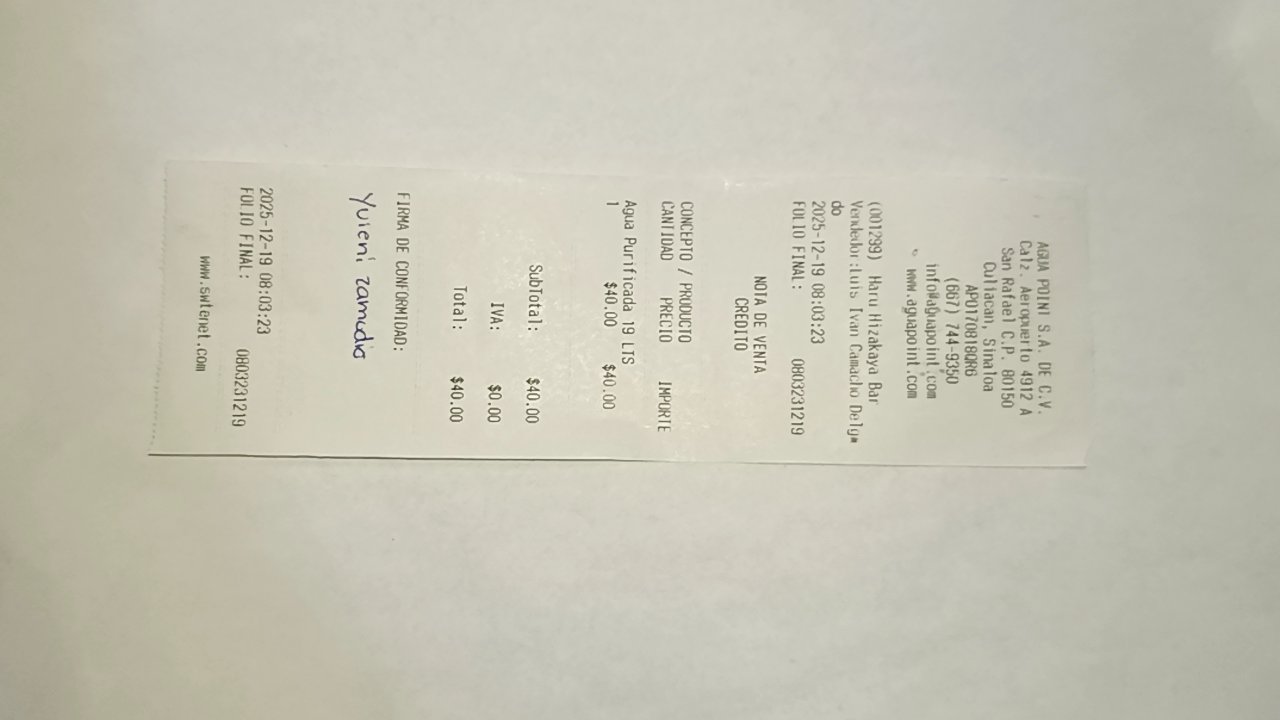 AGUA POINT S.A. DE C.V.
Calz. Aeropuerto 4912 A
San Rafael C.P. 80150
Culiacan, Sinaloa
APO170818QR6
(667) 744-9350
info@aguapoint.com
www.aguapoint.com
(001299) Haru Hizakaya Bar
Vendedor:Luis Ivan Camacho Delga
do
2025-12-19 08:03:23
FOLIO FINAL: 0803231219
NOTA DE VENTA
CREDITO
CONCEPTO / PRODUCTO
CANTIDAD PRECIO IMPORTE
Agua Purificada 19 LTS
1 $40.00 $40.00
SubTotal: $40.00
IVA: $0.00
Total: $40.00
FIRMA DE CONFORMIDAD:
Yuieni zamudio
2025-12-19 08:03:23
FOLIO FINAL: 0803231219
www.swtenet.com